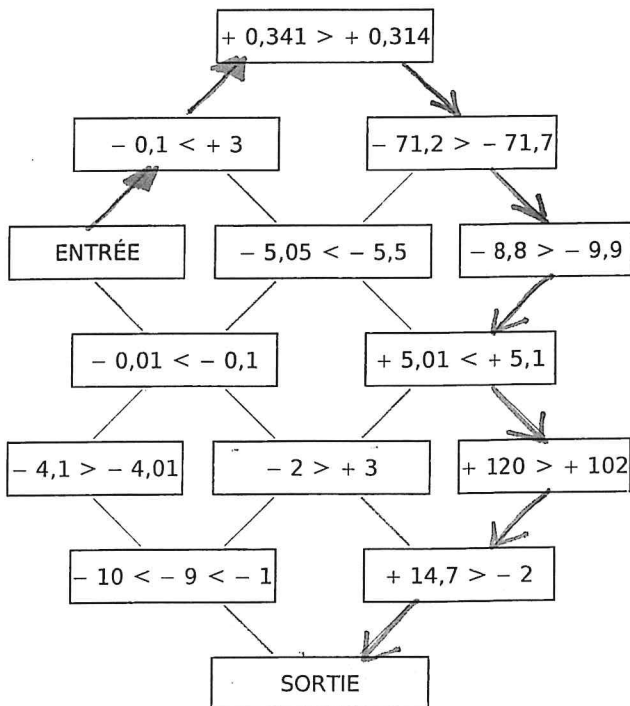 + 0,341 > + 0,314
− 0,1 < + 3
− 71,2 > − 71,7
ENTRÉE
− 5,05 < − 5,5
− 8,8 > − 9,9
− 0,01 < − 0,1
+ 5,01 < + 5,1
− 4,1 > − 4,01
− 2 > + 3
+ 120 > + 102
− 10 < − 9 < − 1
+ 14,7 > − 2
SORTIE